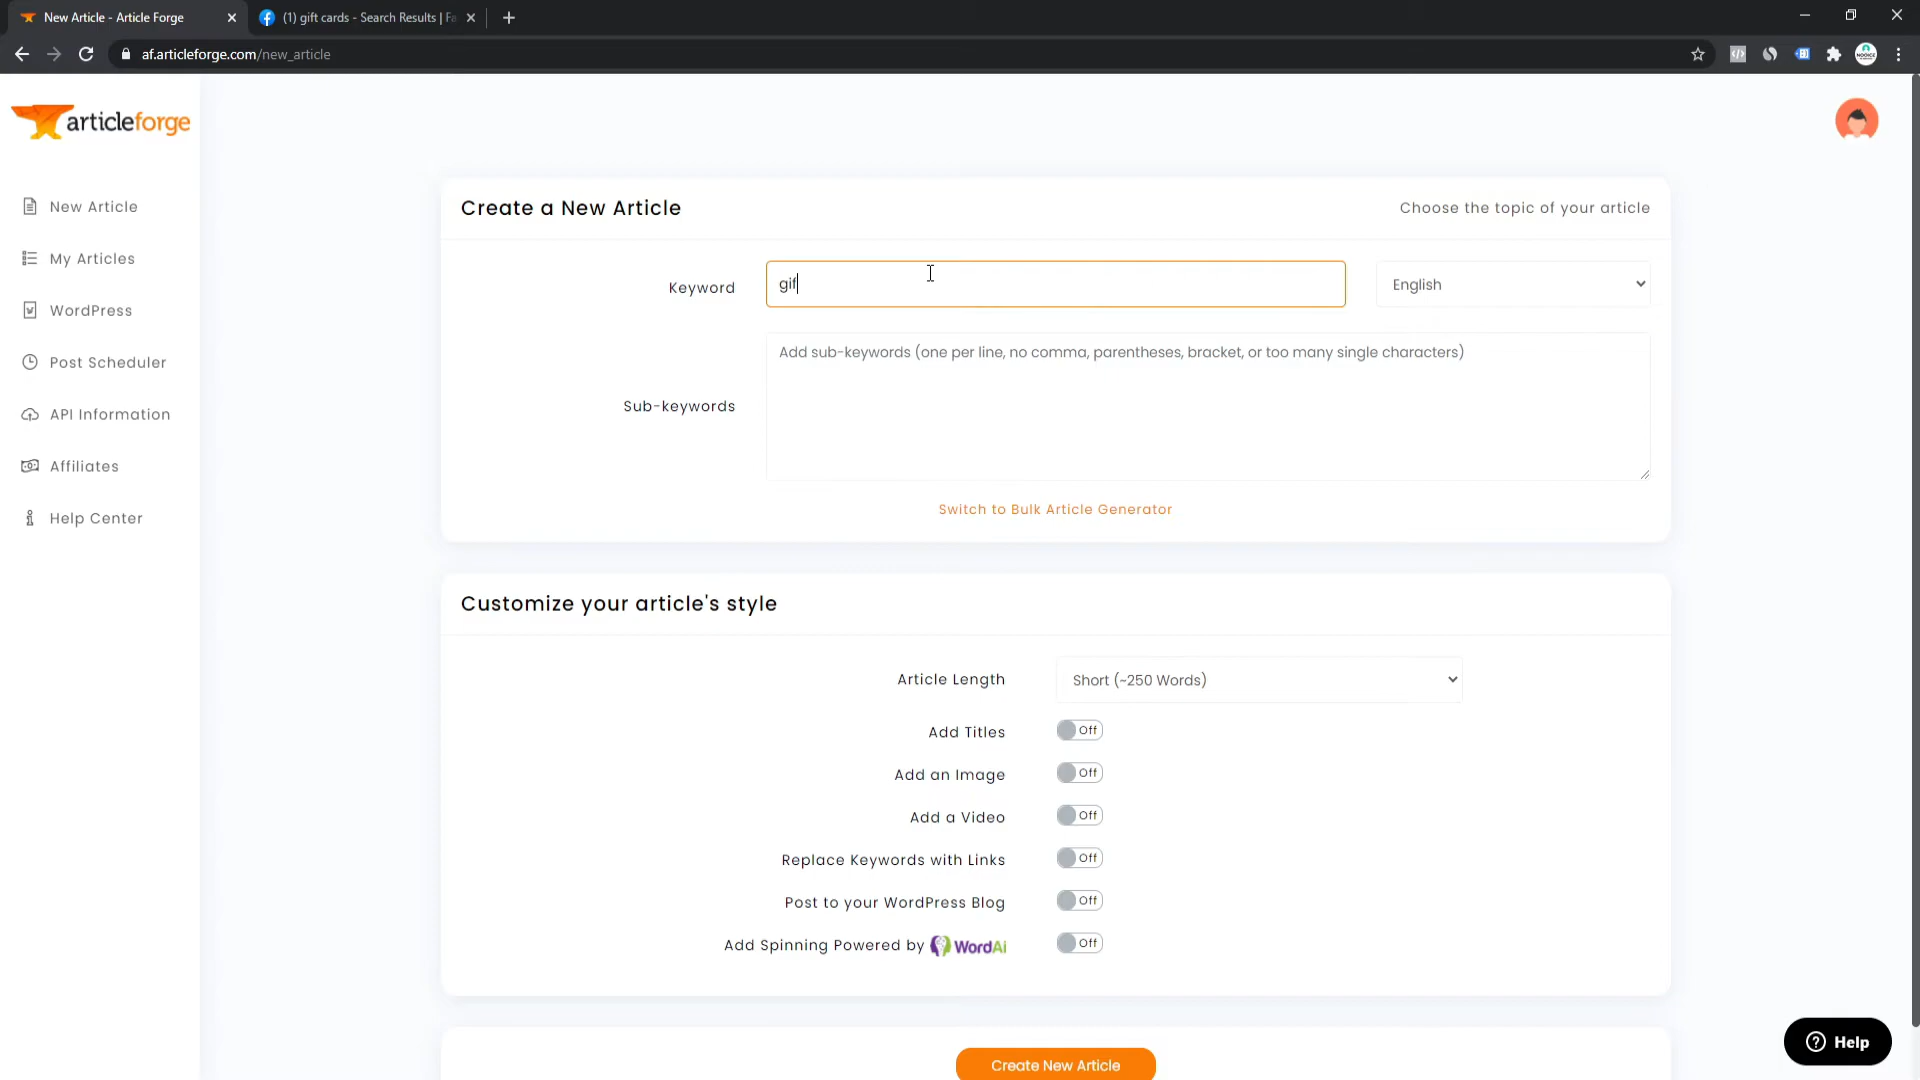 New Article - Article Forge
(1) gift cards - Search Results | Fa
af.articleforge.com/new_article
articleforge
New Article
My Articles
WordPress
Post Scheduler
API Information
Affiliates
Help Center
Create a New Article
Choose the topic of your article
Keyword
gif
English
Sub-keywords
Add sub-keywords (one per line, no comma, parentheses, bracket, or too many single characters)
Switch to Bulk Article Generator
Customize your article's style
Article Length
Short (~250 Words)
Add Titles
Off
Add an Image
Off
Add a Video
Off
Replace Keywords with Links
Off
Post to your WordPress Blog
Off
Add Spinning Powered by WordAi
Off
Create New Article
Help